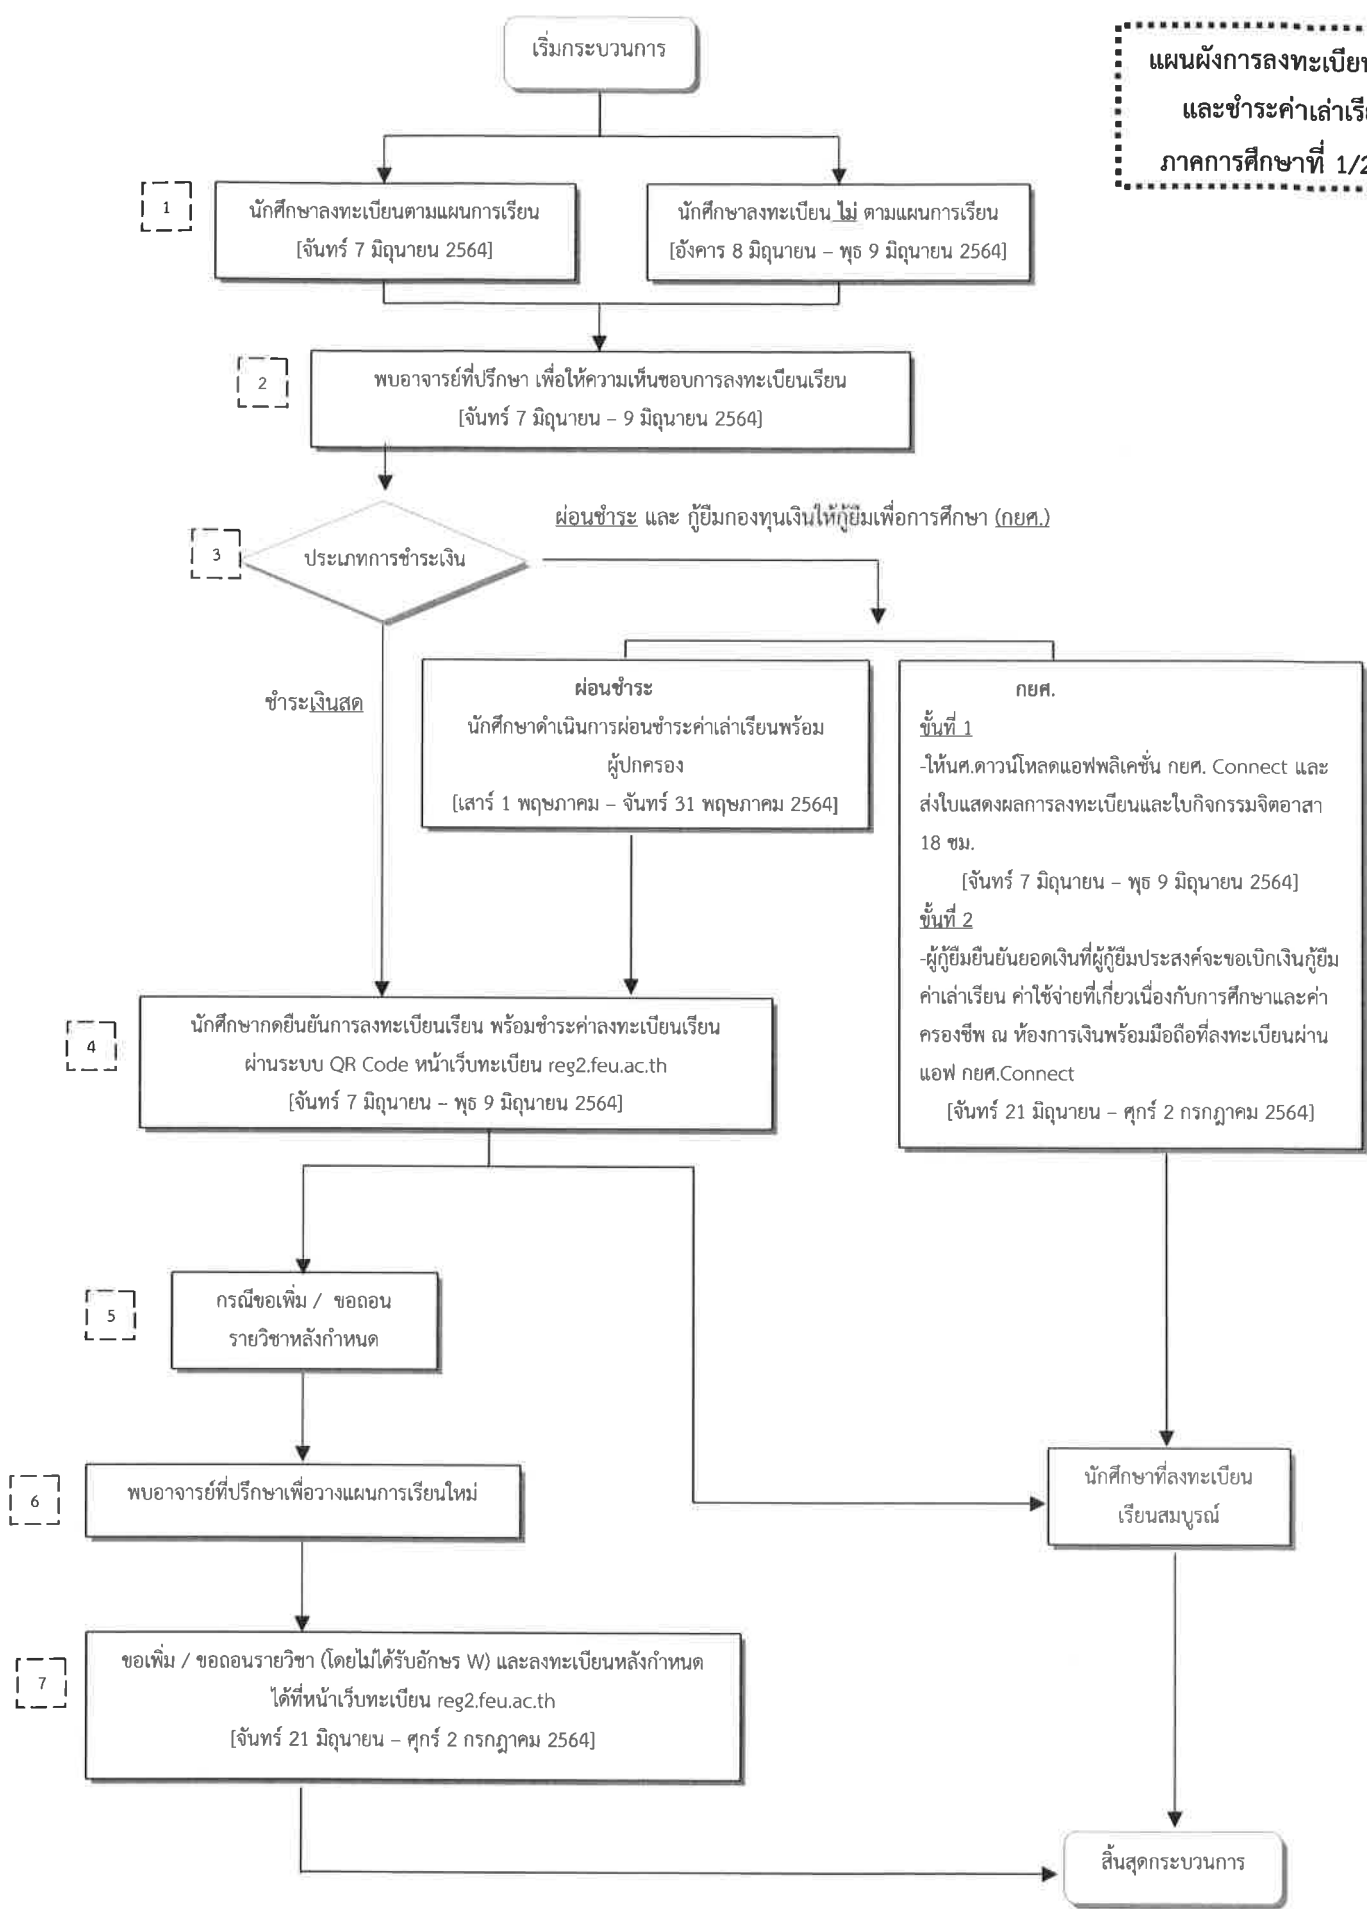 เริ่มกระบวนการ
แผนผังการลงทะเบียน
และชำระค่าเล่าเรีย
ภาคการศึกษาที่ 1/2
1
นักศึกษาลงทะเบียนตามแผนการเรียน
[จันทร์ 7 มิถุนายน 2564]
นักศึกษาลงทะเบียน ไม่ ตามแผนการเรียน
[อังคาร 8 มิถุนายน – พุธ 9 มิถุนายน 2564]
2
พบอาจารย์ที่ปรึกษา เพื่อให้ความเห็นชอบการลงทะเบียนเรียน
[จันทร์ 7 มิถุนายน – 9 มิถุนายน 2564]
ผ่อนชำระ และ กู้ยืมกองทุนเงินให้กู้ยืมเพื่อการศึกษา (กยศ.)
3
ประเภทการชำระเงิน
ชำระเงินสด
ผ่อนชำระ
นักศึกษาดำเนินการผ่อนชำระค่าเล่าเรียนพร้อม
ผู้ปกครอง
[เสาร์ 1 พฤษภาคม – จันทร์ 31 พฤษภาคม 2564]
กยศ.
ขั้นที่ 1
-ให้นศ.ดาวน์โหลดแอฟพลิเคชั่น กยศ. Connect และ
ส่งใบแสดงผลการลงทะเบียนและใบกิจกรรมจิตอาสา
18 ชม.
[จันทร์ 7 มิถุนายน – พุธ 9 มิถุนายน 2564]
ขั้นที่ 2
-ผู้กู้ยืมยืนยันยอดเงินที่ผู้กู้ยืมประสงค์จะขอเบิกเงินกู้ยืม
ค่าเล่าเรียน ค่าใช้จ่ายที่เกี่ยวเนื่องกับการศึกษาและค่า
ครองชีพ ณ ห้องการเงินพร้อมมือถือที่ลงทะเบียนผ่าน
แอฟ กยศ.Connect
[จันทร์ 21 มิถุนายน – ศุกร์ 2 กรกฎาคม 2564]
4
นักศึกษากดยืนยันการลงทะเบียนเรียน พร้อมชำระค่าลงทะเบียนเรียน
ผ่านระบบ QR Code หน้าเว็บทะเบียน reg2.feu.ac.th
[จันทร์ 7 มิถุนายน – พุธ 9 มิถุนายน 2564]
5
กรณีขอเพิ่ม / ขอถอน
รายวิชาหลังกำหนด
6
พบอาจารย์ที่ปรึกษาเพื่อวางแผนการเรียนใหม่
นักศึกษาที่ลงทะเบียน
เรียนสมบูรณ์
7
ขอเพิ่ม / ขอถอนรายวิชา (โดยไม่ได้รับอักษร W) และลงทะเบียนหลังกำหนด
ได้ที่หน้าเว็บทะเบียน reg2.feu.ac.th
[จันทร์ 21 มิถุนายน – ศุกร์ 2 กรกฎาคม 2564]
สิ้นสุดกระบวนการ